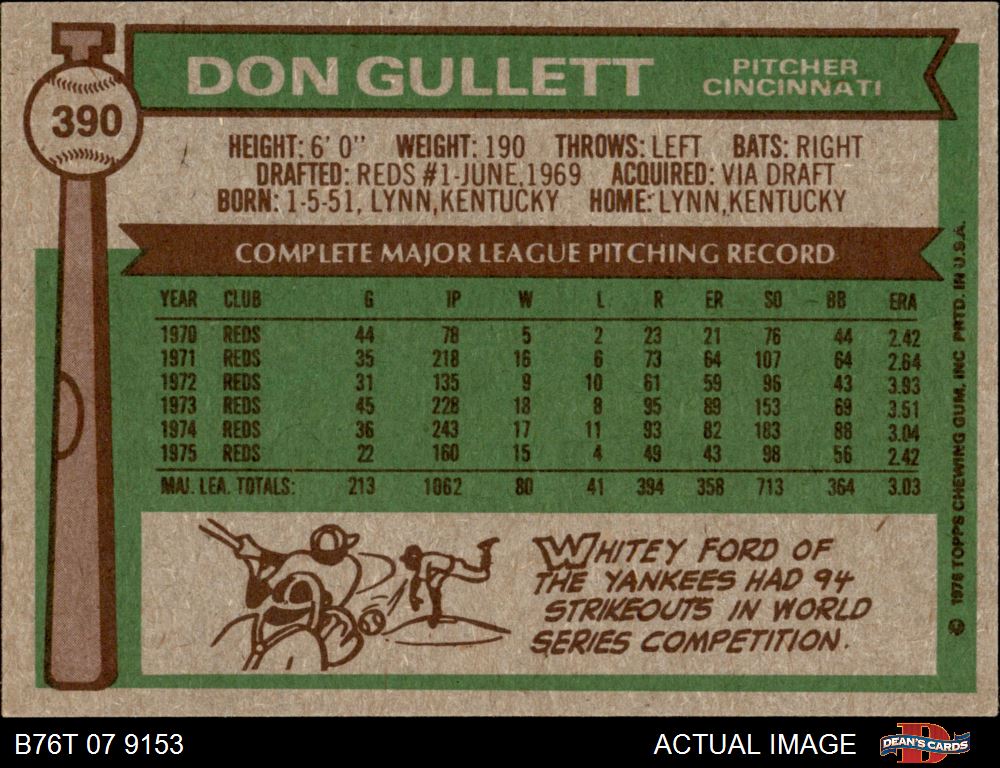 390
DON GULLETT
PITCHER
CINCINNATI
HEIGHT: 6' 0" WEIGHT: 190 THROWS: LEFT BATS: RIGHT
DRAFTED: REDS #1-JUNE, 1969 ACQUIRED: VIA DRAFT
BORN: 1-5-51, LYNN, KENTUCKY HOME: LYNN, KENTUCKY
COMPLETE MAJOR LEAGUE PITCHING RECORD
YEAR CLUB G IP W L R ER SO BB ERA
1970 REDS 44 78 5 2 23 21 76 44 2.42
1971 REDS 35 218 16 6 73 64 107 64 2.64
1972 REDS 31 135 9 10 61 59 96 43 3.93
1973 REDS 45 228 18 8 95 89 153 69 3.51
1974 REDS 36 243 17 11 93 82 183 88 3.04
1975 REDS 22 160 15 4 49 43 98 56 2.42
MAJ. LEA. TOTALS: 213 1062 80 41 394 358 713 364 3.03
WHITEY FORD OF
THE YANKEES HAD 94
STRIKEOUTS IN WORLD
SERIES COMPETITION.
© 1976 TOPPS CHEWING GUM, INC PRTD. IN U.S.A.
B76T 07 9153
ACTUAL IMAGE
DEAN'S CARDS